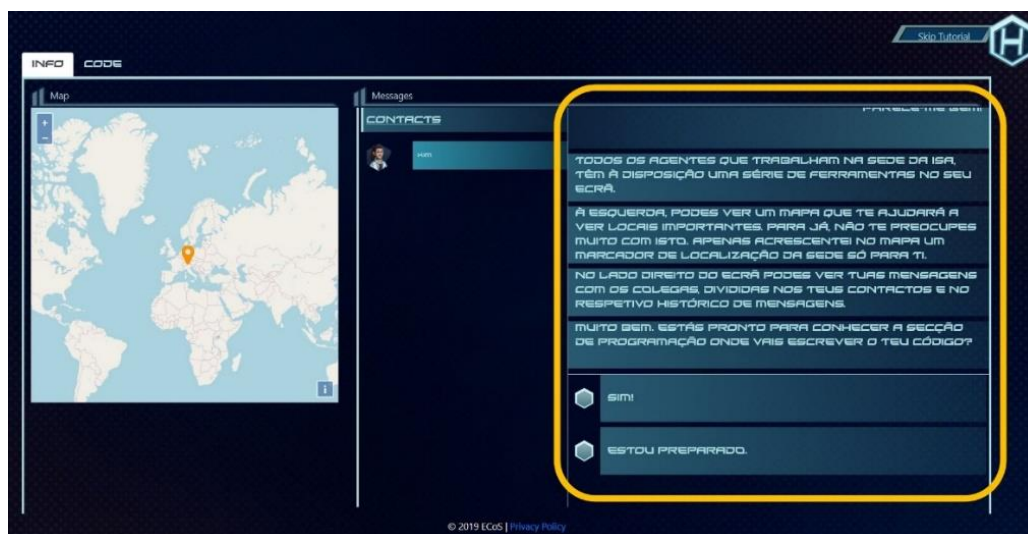 Skip Tutorial
H
INFO
CODE
Map
+
-
i
Messages
CONTACTS
KIM
PARECE-ME BEM!
TODOS OS AGENTES QUE TRABALHAM NA SEDE DA ISA,
TÊM À DISPOSIÇÃO UMA SÉRIE DE FERRAMENTAS NO SEU
ECRÃ.
À ESQUERDA, PODES VER UM MAPA QUE TE AJUDARÁ A
VER LOCAIS IMPORTANTES. PARA JÁ, NÃO TE PREOCUPES
MUITO COM ISTO. APENAS ACRESCENTEI NO MAPA UM
MARCADOR DE LOCALIZAÇÃO DA SEDE SÓ PARA TI.
NO LADO DIREITO DO ECRÃ PODES VER TUAS MENSAGENS
COM OS COLEGAS, DIVIDIDAS NOS TEUS CONTACTOS E NO
RESPETIVO HISTÓRICO DE MENSAGENS.
MUITO BEM. ESTÁS PRONTO PARA CONHECER A SECÇÃO
DE PROGRAMAÇÃO ONDE VAIS ESCREVER O TEU CÓDIGO?
SIM!
ESTOU PREPARADO.
© 2019 ECoS | Privacy Policy